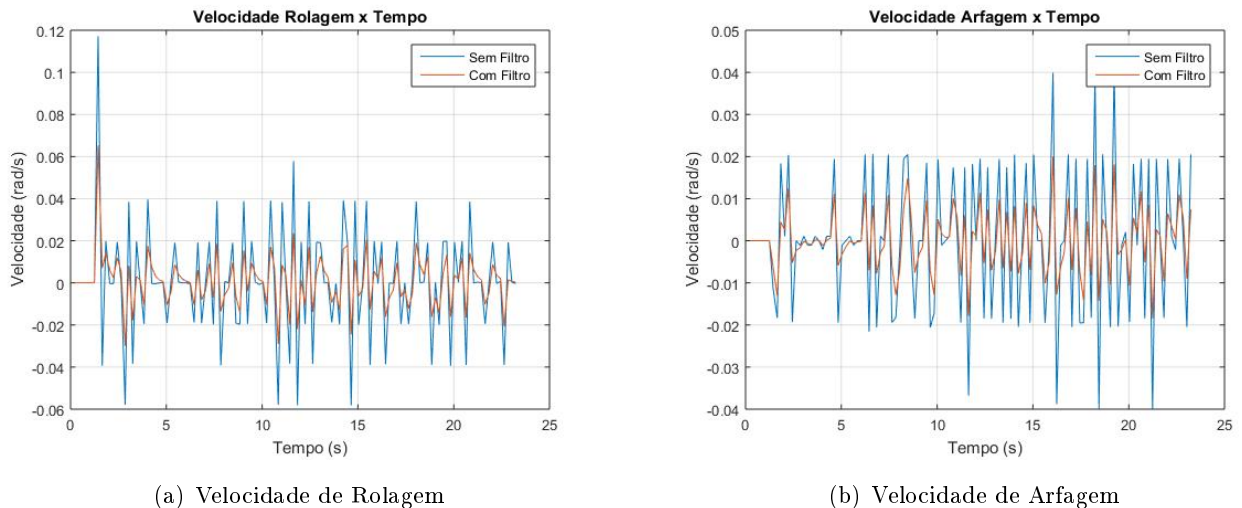 Velocidade Rolagem x Tempo
0.12
0.1
0.08
0.06
0.04
0.02
0
-0.02
-0.04
-0.06
Velocidade (rad/s)
Sem Filtro
Com Filtro
0 5 10 15 20 25
Tempo (s)
(a) Velocidade de Rolagem
Velocidade Arfagem x Tempo
0.05
0.04
0.03
0.02
0.01
0
-0.01
-0.02
-0.03
-0.04
Velocidade (rad/s)
Sem Filtro
Com Filtro
0 5 10 15 20 25
Tempo (s)
(b) Velocidade de Arfagem